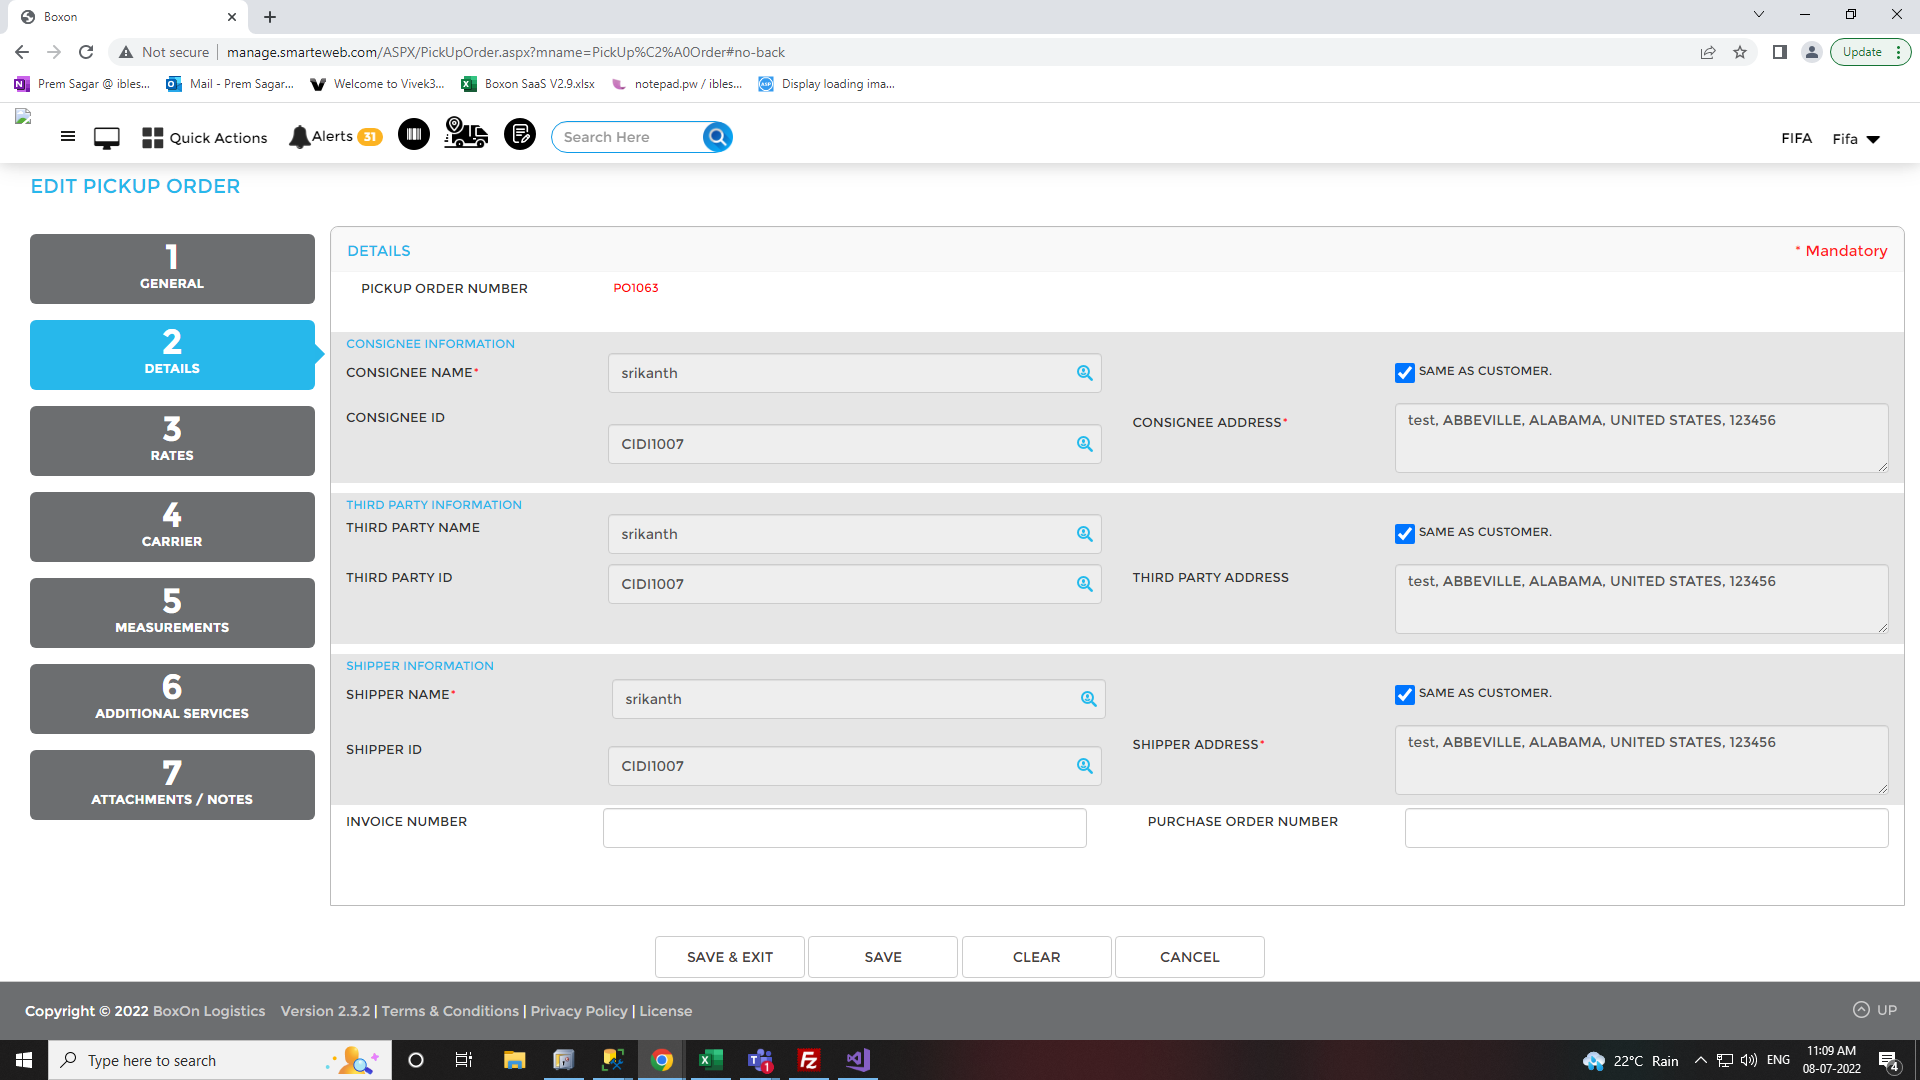 Boxon
Not secure
manage.smarteweb.com/ASPX/PickUpOrder.aspx?mname=PickUp%C2%A0Order#no-back
Update
Prem Sagar @ ibles...
Mail - Prem Sagar...
Welcome to Vivek3...
Boxon SaaS V2.9.xlsx
notepad.pw / ibles...
Display loading ima...
Quick Actions
Alerts 31
Search Here
FIFA
Fifa
EDIT PICKUP ORDER
1
GENERAL
2
DETAILS
3
RATES
4
CARRIER
5
MEASUREMENTS
6
ADDITIONAL SERVICES
7
ATTACHMENTS / NOTES
DETAILS
* Mandatory
PICKUP ORDER NUMBER
PO1063
CONSIGNEE INFORMATION
CONSIGNEE NAME*
srikanth
SAME AS CUSTOMER.
CONSIGNEE ID
CIDI1007
CONSIGNEE ADDRESS*
test, ABBEVILLE, ALABAMA, UNITED STATES, 123456
THIRD PARTY INFORMATION
THIRD PARTY NAME
srikanth
SAME AS CUSTOMER.
THIRD PARTY ID
CIDI1007
THIRD PARTY ADDRESS
test, ABBEVILLE, ALABAMA, UNITED STATES, 123456
SHIPPER INFORMATION
SHIPPER NAME*
srikanth
SAME AS CUSTOMER.
SHIPPER ID
CIDI1007
SHIPPER ADDRESS*
test, ABBEVILLE, ALABAMA, UNITED STATES, 123456
INVOICE NUMBER
PURCHASE ORDER NUMBER
SAVE & EXIT
SAVE
CLEAR
CANCEL
Copyright © 2022 BoxOn Logistics Version 2.3.2 | Terms & Conditions | Privacy Policy | License
UP
Type here to search
22°C Rain
ENG
11:09 AM
08-07-2022
4